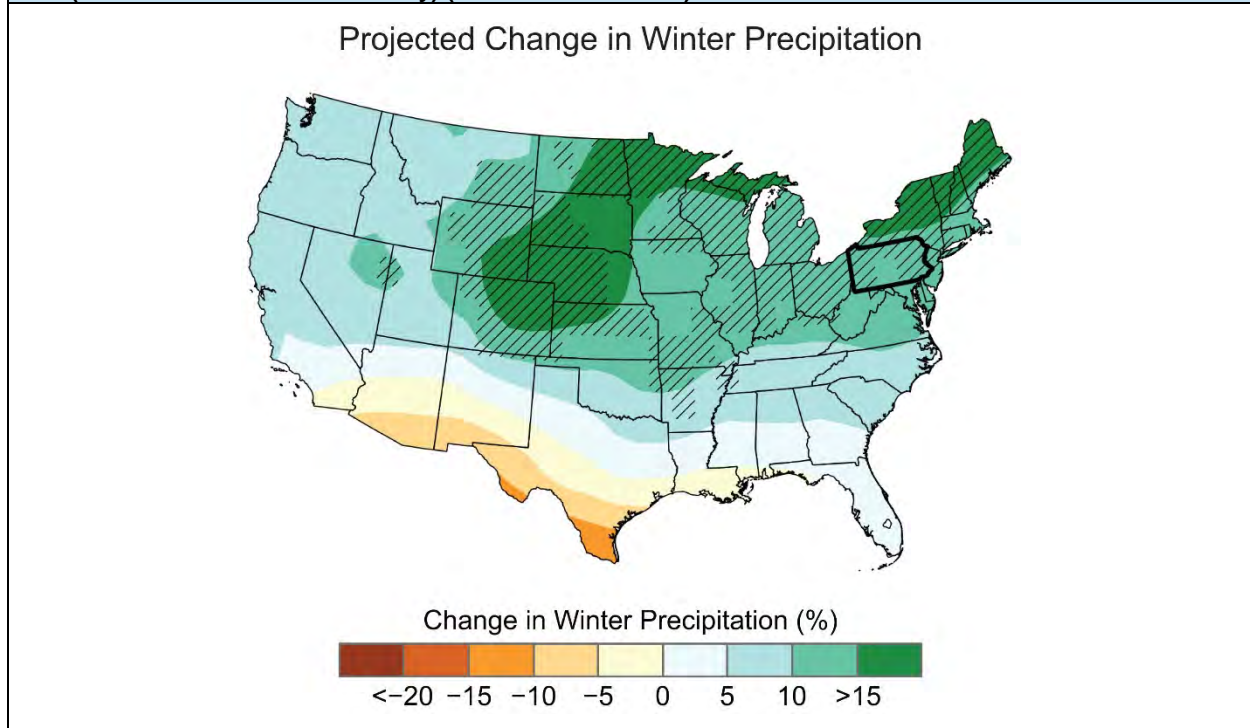 Projected Change in Winter Precipitation
Change in Winter Precipitation (%)
<−20 −15 −10 −5 0 5 10 >15